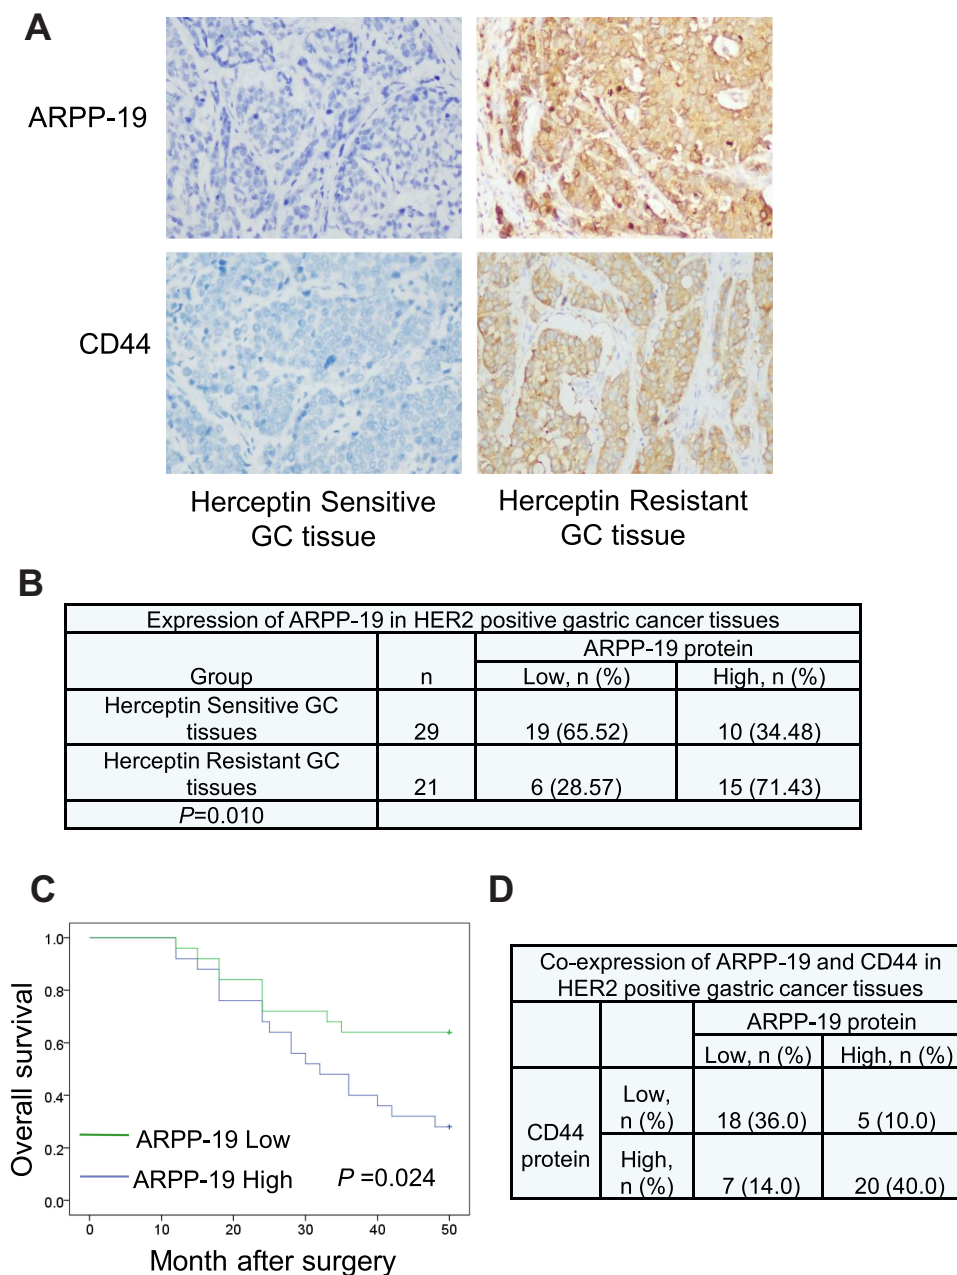 A
ARPP-19
CD44
Herceptin Sensitive
GC tissue
Herceptin Resistant
GC tissue
B
Expression of ARPP-19 in HER2 positive gastric cancer tissues
ARPP-19 protein
Group n Low, n (%) High, n (%)
Herceptin Sensitive GC
tissues 29 19 (65.52) 10 (34.48)
Herceptin Resistant GC
tissues 21 6 (28.57) 15 (71.43)
P=0.010
C
Overall survival
1.0
0.8
0.6
0.4
0.2
0.0
ARPP-19 Low
ARPP-19 High
P =0.024
0 10 20 30 40 50
Month after surgery
D
Co-expression of ARPP-19 and CD44 in
HER2 positive gastric cancer tissues
ARPP-19 protein
Low, n (%) High, n (%)
CD44
protein
Low,
n (%) 18 (36.0) 5 (10.0)
High,
n (%) 7 (14.0) 20 (40.0)